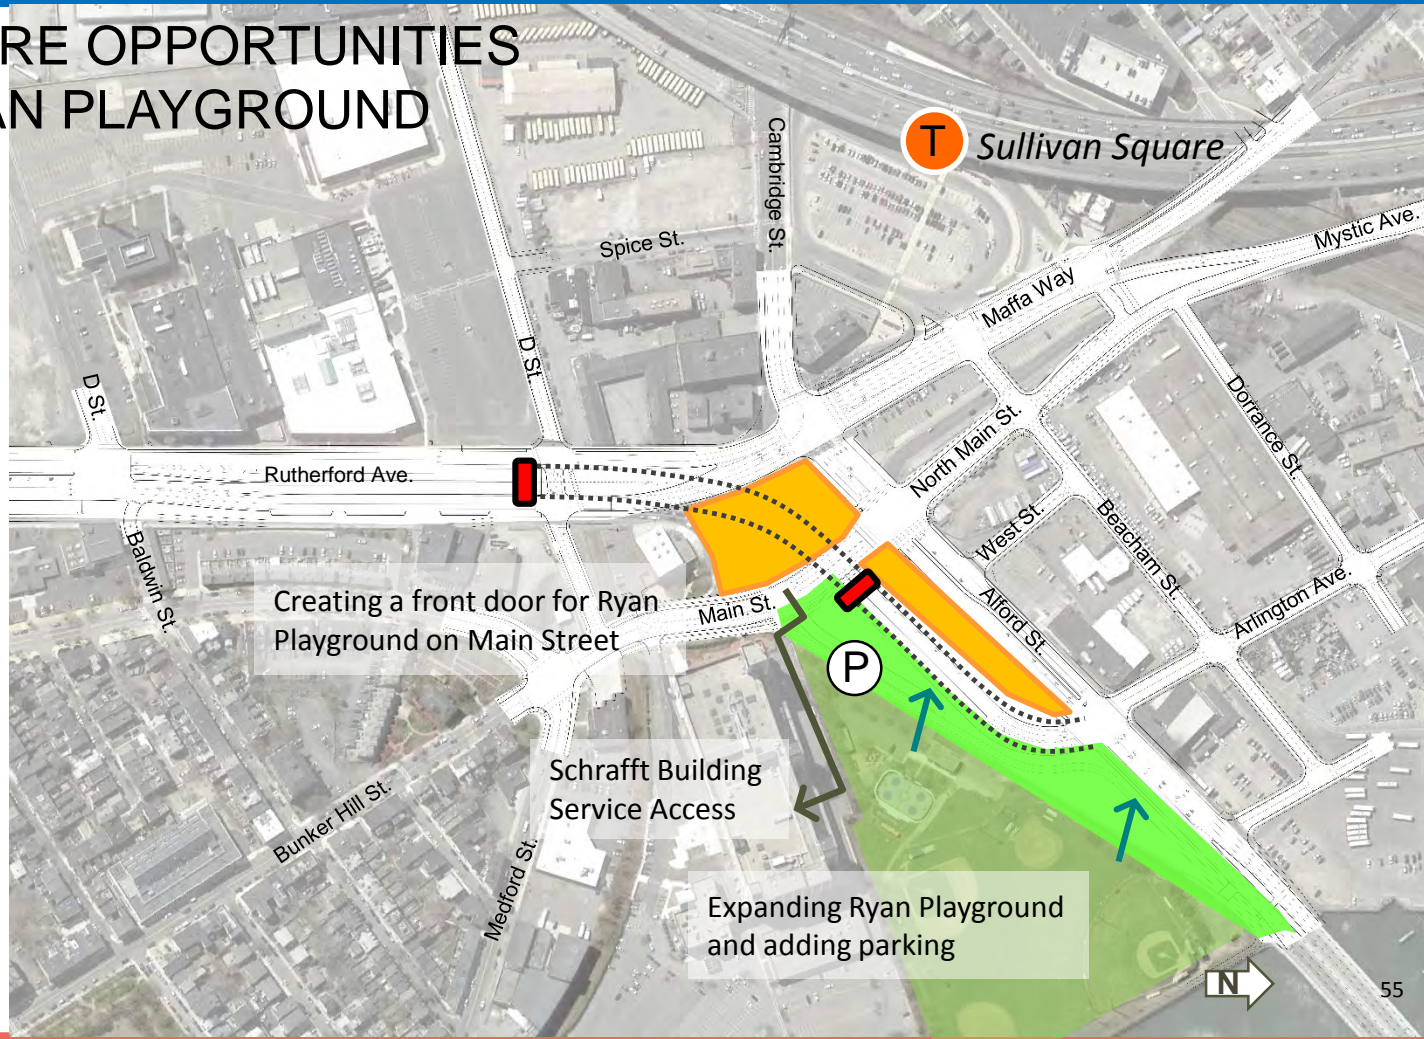 RE OPPORTUNITIES
AN PLAYGROUND
T
Sullivan Square
Cambridge St.
Spice St.
Mystic Ave.
Maffa Way
D St.
D St.
Dorrance St.
North Main St.
Rutherford Ave.
West St.
Beacham St.
Baldwin St.
Arlington Ave.
Alford St.
Creating a front door for Ryan
Playground on Main Street
Main St.
P
Schrafft Building
Service Access
Bunker Hill St.
Medford St.
Expanding Ryan Playground
and adding parking
N
55